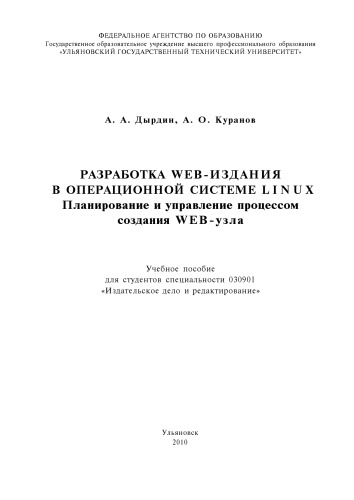 ФЕДЕРАЛЬНОЕ АГЕНТСТВО ПО ОБРАЗОВАНИЮ
Государственное образовательное учреждение высшего профессионального образования
«УЛЬЯНОВСКИЙ ГОСУДАРСТВЕННЫЙ ТЕХНИЧЕСКИЙ УНИВЕРСИТЕТ»
А. А. Дырдин, А. О. Куранов
РАЗРАБОТКА WEB-ИЗДАНИЯ
В ОПЕРАЦИОННОЙ СИСТЕМЕ LINUX
Планирование и управление процессом
создания WEB-узла
Учебное пособие
для студентов специальности 030901
«Издательское дело и редактирование»
Ульяновск
2010